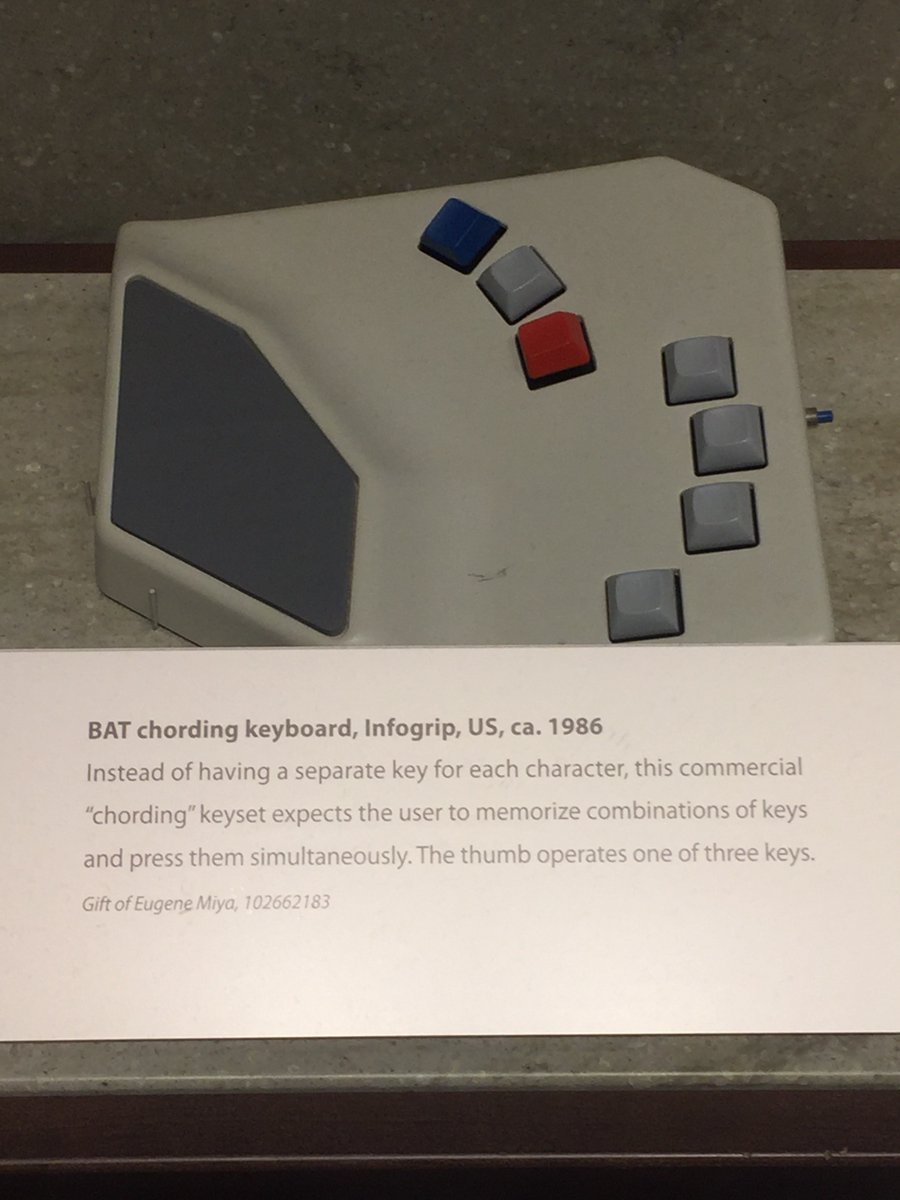 BAT chording keyboard, Infogrip, US, ca. 1986
Instead of having a separate key for each character, this commercial
“chording” keyset expects the user to memorize combinations of keys
and press them simultaneously. The thumb operates one of three keys.
Gift of Eugene Miya, 102662183